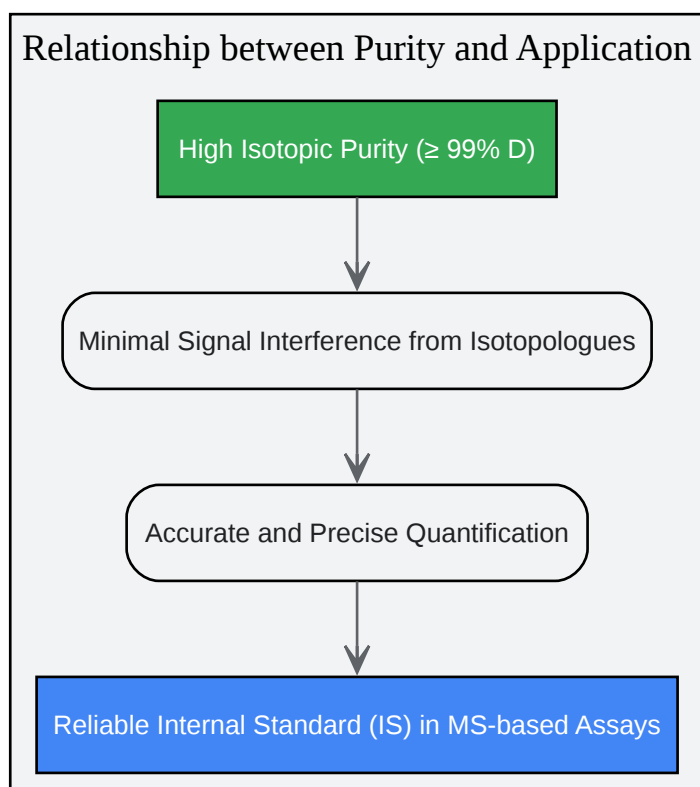 Relationship between Purity and Application
High Isotopic Purity (≥ 99% D)
Minimal Signal Interference from Isotopologues
Accurate and Precise Quantification
Reliable Internal Standard (IS) in MS-based Assays